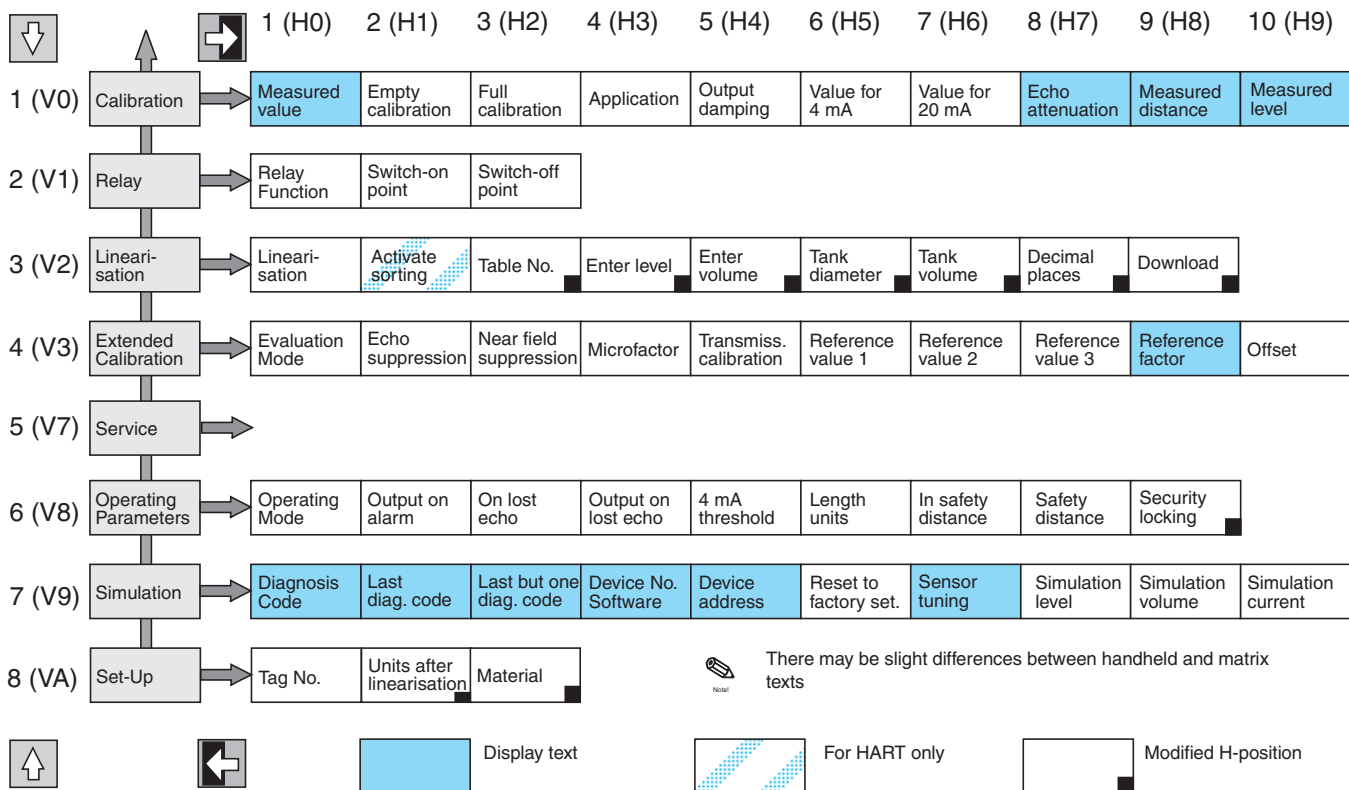 1 (H0) 2 (H1) 3 (H2) 4 (H3) 5 (H4) 6 (H5) 7 (H6) 8 (H7) 9 (H8) 10 (H9)
1 (V0)
Calibration
Measured
value
Empty
calibration
Full
calibration
Application
Output
damping
Value for
4 mA
Value for
20 mA
Echo
attenuation
Measured
distance
Measured
level
2 (V1)
Relay
Relay
Function
Switch-on
point
Switch-off
point
3 (V2)
Lineari-
sation
Lineari-
sation
Activate
sorting
Table No.
Enter level
Enter
volume
Tank
diameter
Tank
volume
Decimal
places
Download
4 (V3)
Extended
Calibration
Evaluation
Mode
Echo
suppression
Near field
suppression
Microfactor
Transmiss.
calibration
Reference
value 1
Reference
value 2
Reference
value 3
Reference
factor
Offset
5 (V7)
Service
6 (V8)
Operating
Parameters
Operating
Mode
Output on
alarm
On lost
echo
Output on
lost echo
4 mA
threshold
Length
units
In safety
distance
Safety
distance
Security
locking
7 (V9)
Simulation
Diagnosis
Code
Last
diag. code
Last but one
diag. code
Device No.
Software
Device
address
Reset to
factory set.
Sensor
tuning
Simulation
level
Simulation
volume
Simulation
current
8 (VA)
Set-Up
Tag No.
Units after
linearisation
Material
Note!
There may be slight differences between handheld and matrix
texts
Display text
For HART only
Modified H-position